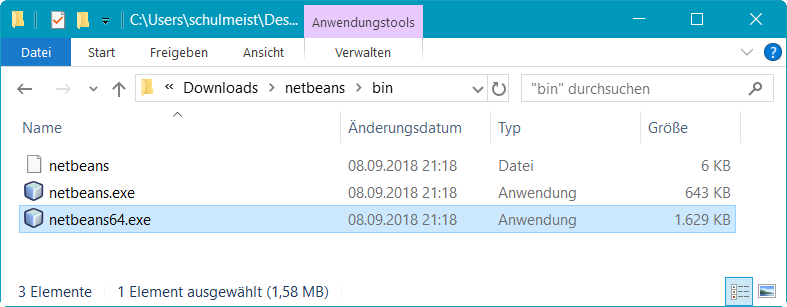 C:\Users\schulmeist\Des... Anwendungstools
Datei Start Freigeben Ansicht Verwalten
« Downloads netbeans bin "bin" durchsuchen
Name Änderungsdatum Typ Größe
netbeans 08.09.2018 21:18 Datei 6 KB
netbeans.exe 08.09.2018 21:18 Anwendung 643 KB
netbeans64.exe 08.09.2018 21:18 Anwendung 1.629 KB
3 Elemente 1 Element ausgewählt (1,58 MB)